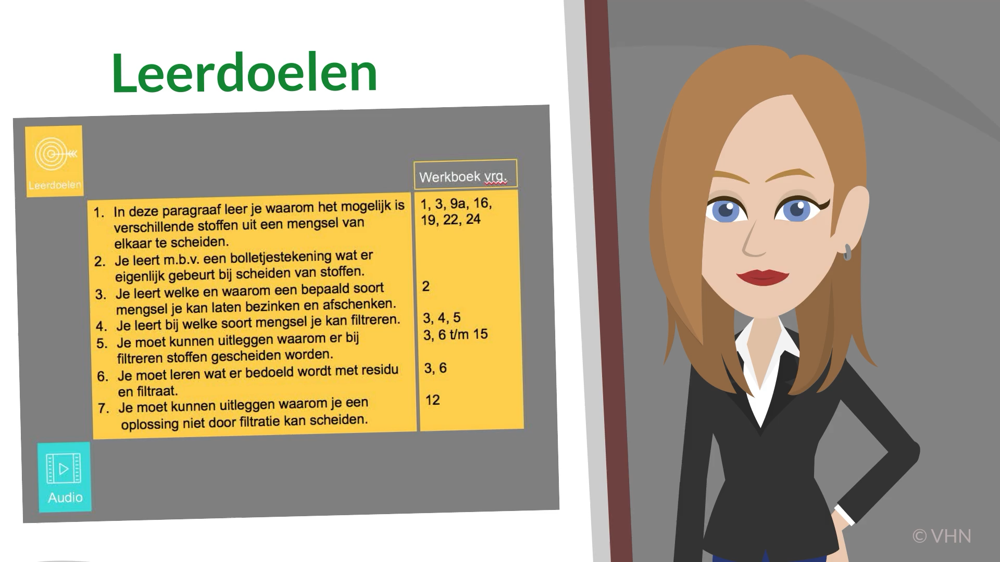 Leerdoelen
Leerdoelen
Werkboek vrg.
1. In deze paragraaf leer je waarom het mogelijk is
verschillende stoffen uit een mengsel van
elkaar te scheiden.
2. Je leert m.b.v. een bolletjestekening wat er
eigenlijk gebeurt bij scheiden van stoffen.
3. Je leert welke en waarom een bepaald soort
mengsel je kan laten bezinken en afschenken.
4. Je leert bij welke soort mengsel je kan filtreren.
5. Je moet kunnen uitleggen waarom er bij
filtreren stoffen gescheiden worden.
6. Je moet leren wat er bedoeld wordt met residu
en filtraat.
7. Je moet kunnen uitleggen waarom je een
oplossing niet door filtratie kan scheiden.
1, 3, 9a, 16,
19, 22, 24
2
3, 4, 5
3, 6 t/m 15
3, 6
12
Audio
© VHN